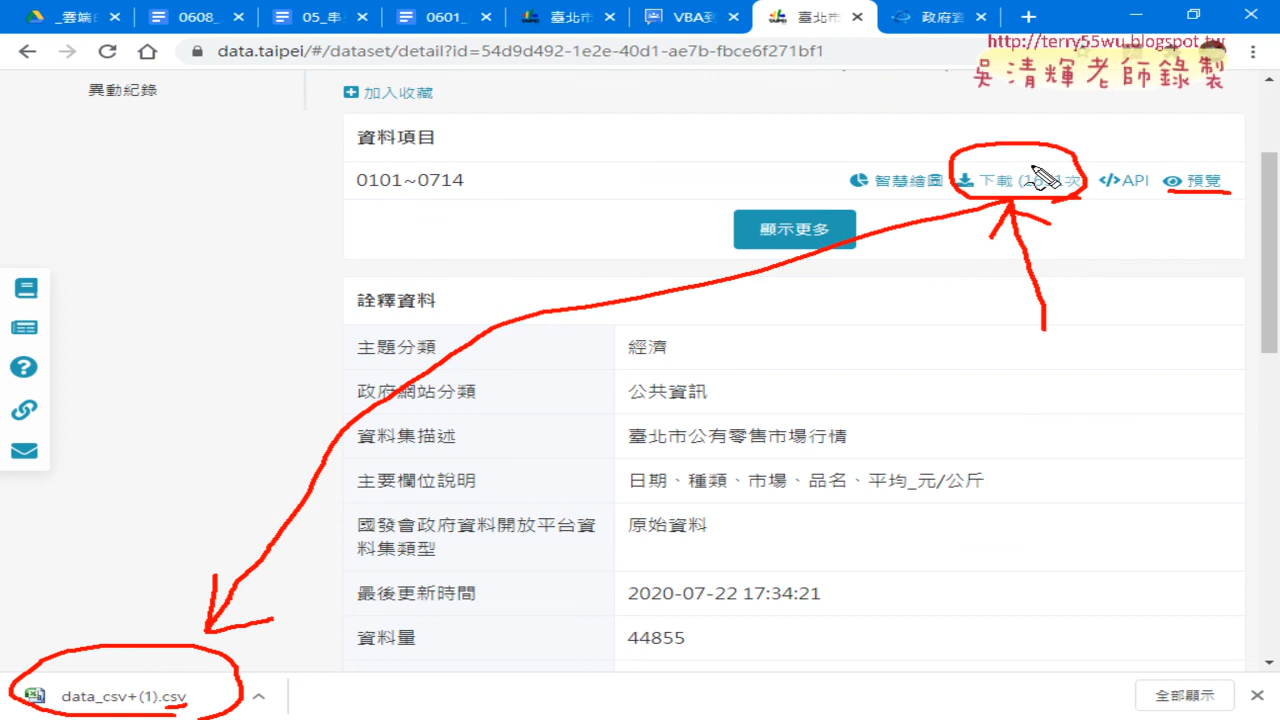 _雲端
0608_
05_串
0601_
臺北市
VBA到
臺北市
政府資
data.taipei/#/dataset/detail?id=54d9d492-1e2e-40d1-ae7b-fbce6f271bf1
http://terry55wu.blogspot.tw
吳清輝老師錄製
異動紀錄
加入收藏
資料項目
0101~0714
智慧繪圖
下載
次
</>API
預覽
顯示更多
詮釋資料
主題分類
經濟
政府網站分類
公共資訊
資料集描述
臺北市公有零售市場行情
主要欄位說明
日期、種類、市場、品名、平均_元/公斤
國發會政府資料開放平台資料集類型
原始資料
最後更新時間
2020-07-22 17:34:21
資料量
44855
data_csv+(1).csv
全部顯示